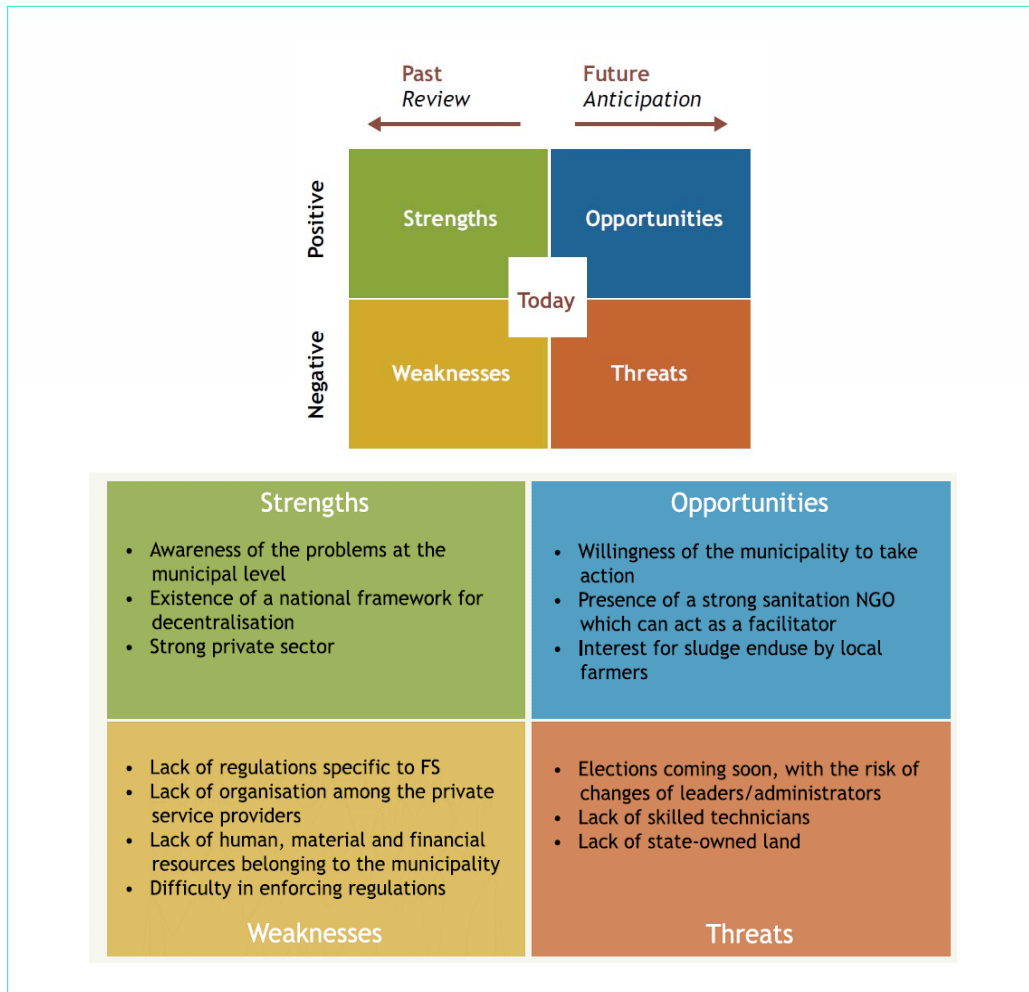 Past
Review
Future
Anticipation
Positive
Strengths
Opportunities
Today
Negative
Weaknesses
Threats
Strengths
• Awareness of the problems at the
municipal level
• Existence of a national framework for
decentralisation
• Strong private sector
Opportunities
• Willingness of the municipality to take
action
• Presence of a strong sanitation NGO
which can act as a facilitator
• Interest for sludge enduse by local
farmers
• Lack of regulations specific to FS
• Lack of organisation among the private
service providers
• Lack of human, material and financial
resources belonging to the municipality
• Difficulty in enforcing regulations
Weaknesses
• Elections coming soon, with the risk of
changes of leaders/administrators
• Lack of skilled technicians
• Lack of state-owned land
Threats